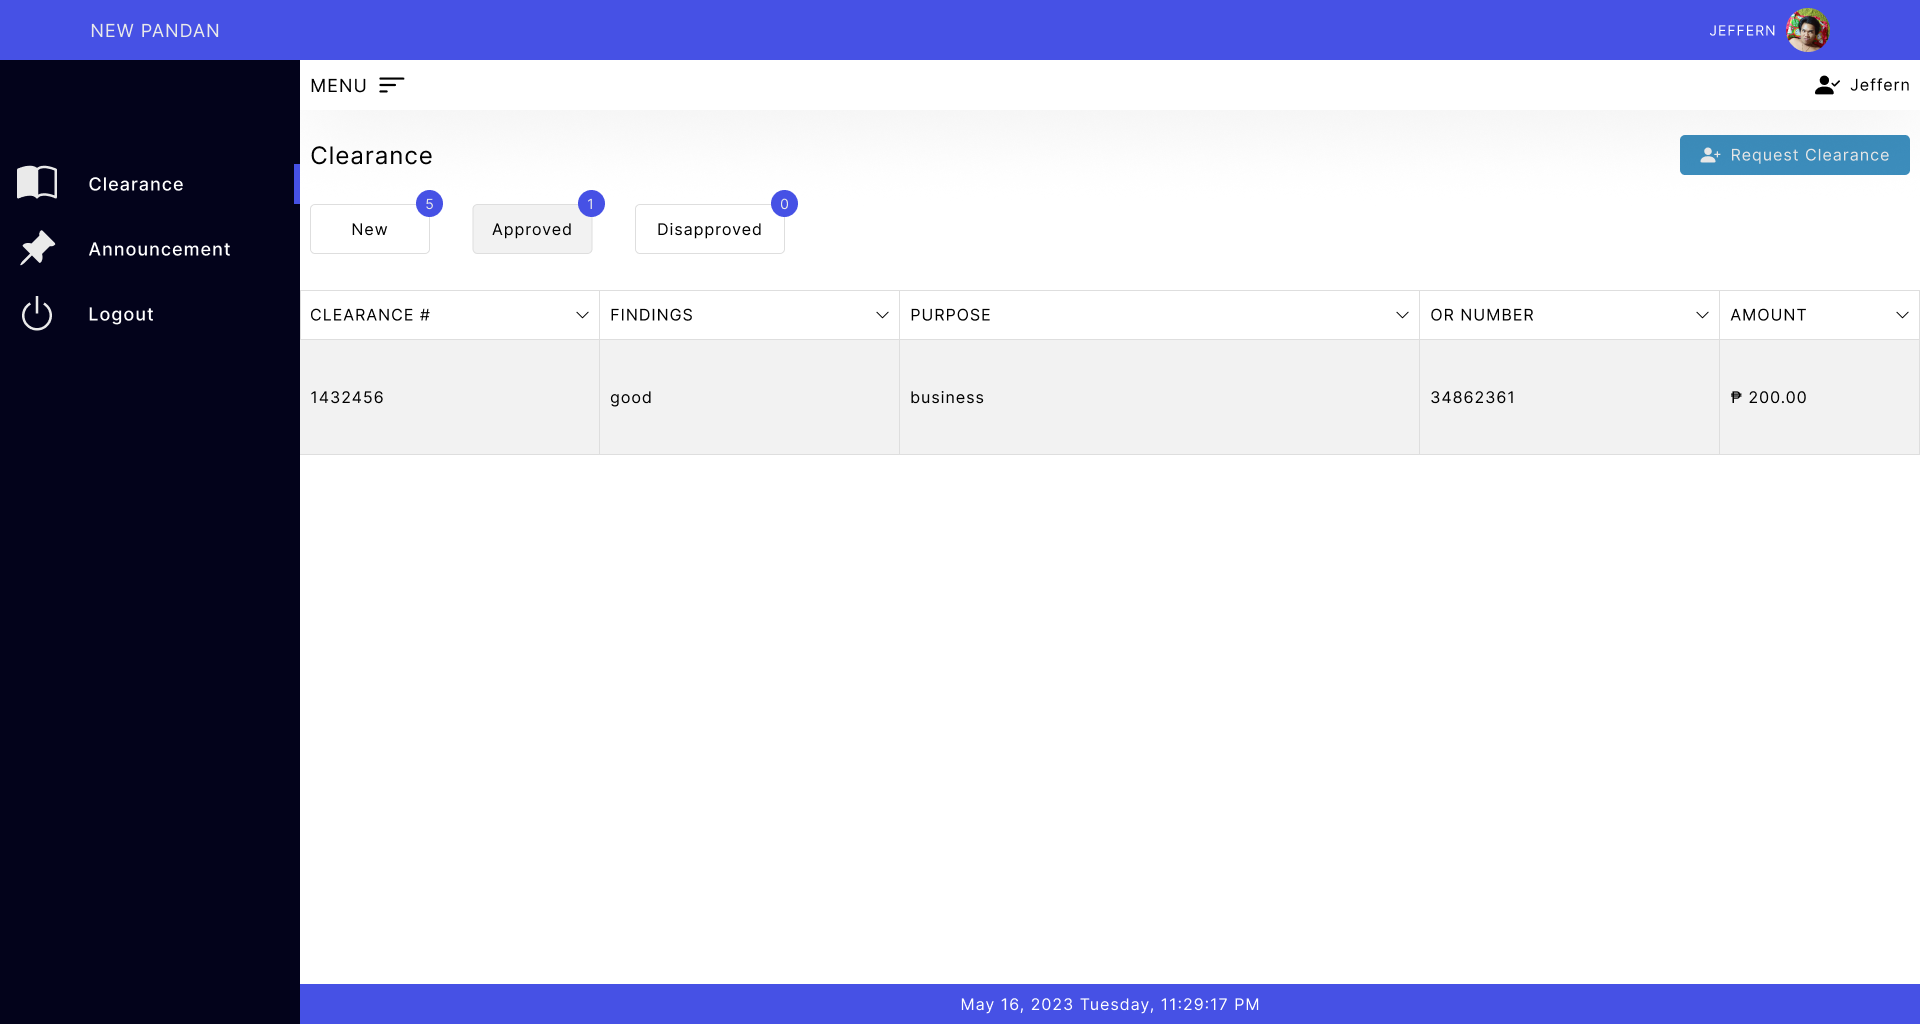 NEW PANDAN
JEFFERN
MENU
Jeffern
Clearance
Announcement
Logout
Clearance
Request Clearance
New 5
Approved 1
Disapproved 0
CLEARANCE # FINDINGS PURPOSE OR NUMBER AMOUNT
1432456 good business 34862361 ₱ 200.00
May 16, 2023 Tuesday, 11:29:17 PM